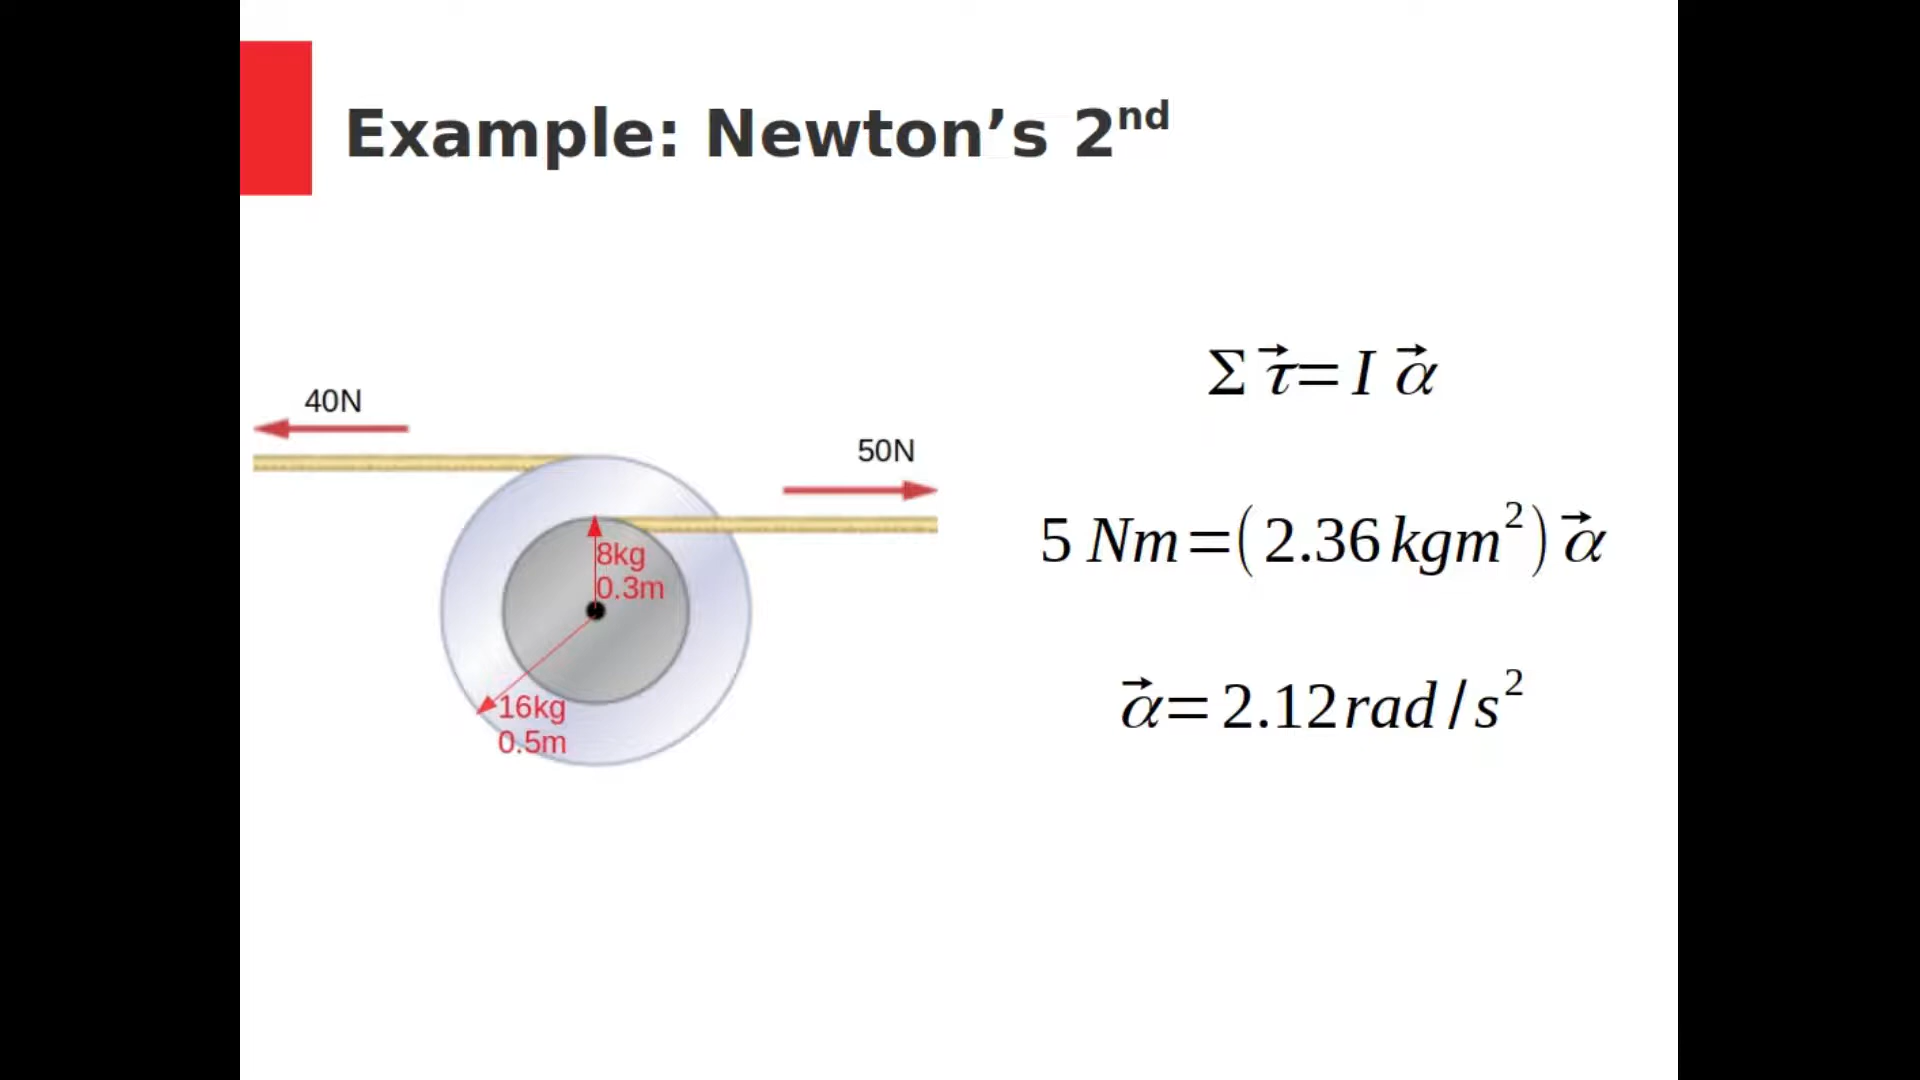 Example: Newton’s 2nd
40N
50N
8kg
0.3m
16kg
0.5m
Σ τ⃗ = I α⃗
5 Nm=(2.36 kgm²) α⃗
α⃗ = 2.12 rad / s²